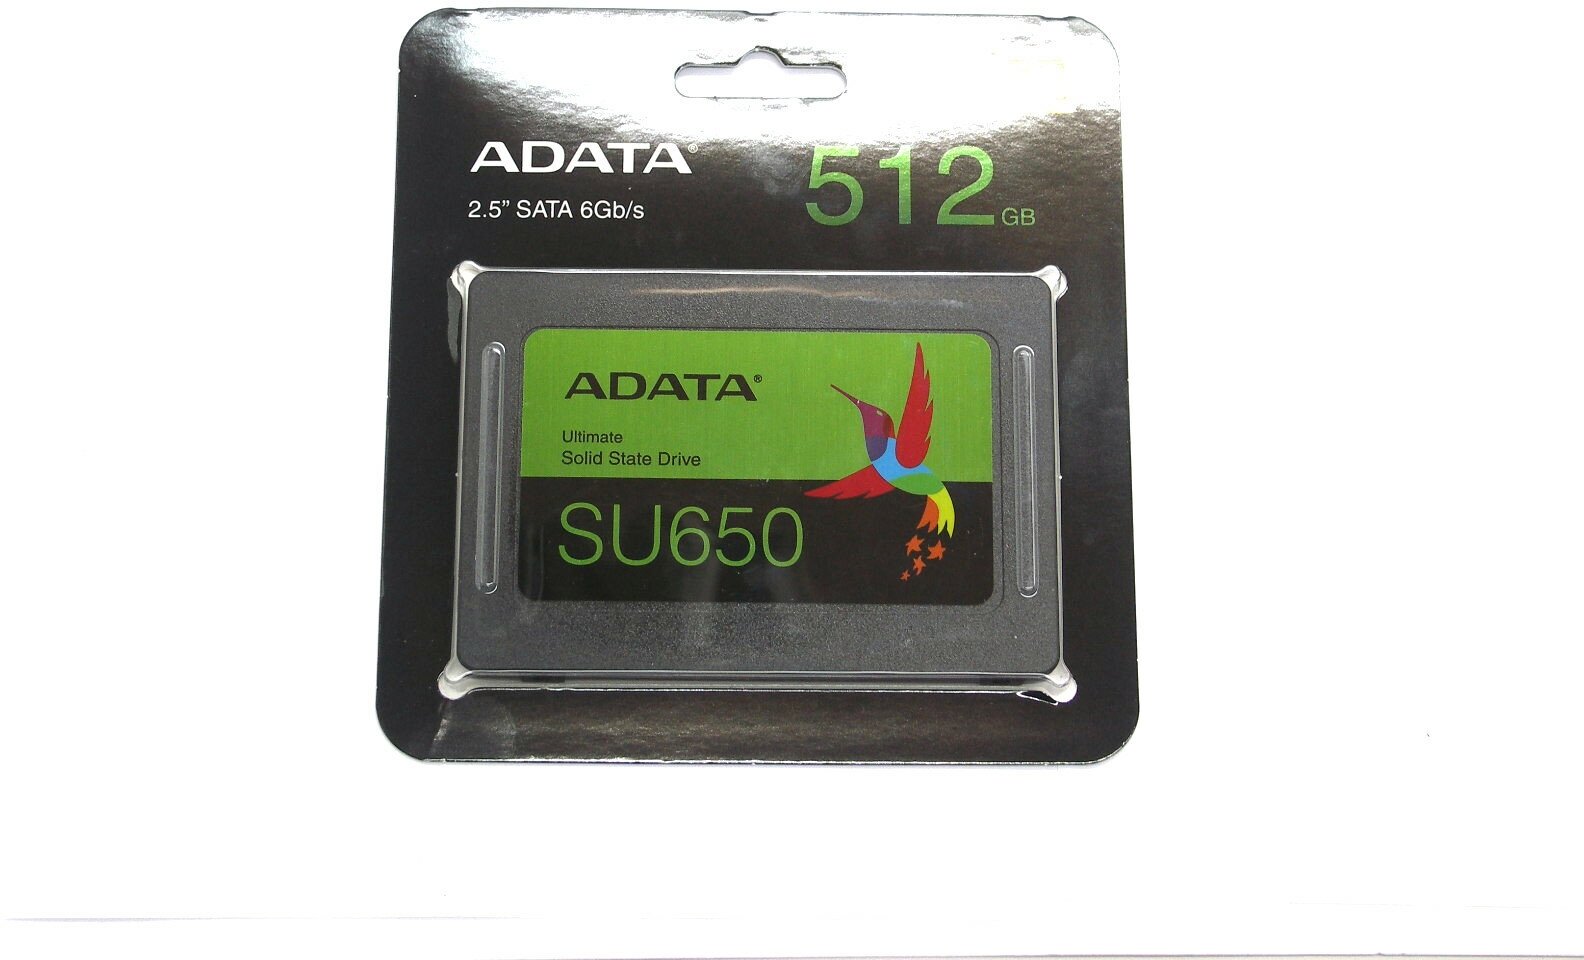 ADATA®
2.5” SATA 6Gb/s
512 GB
ADATA®
Ultimate
Solid State Drive
SU650